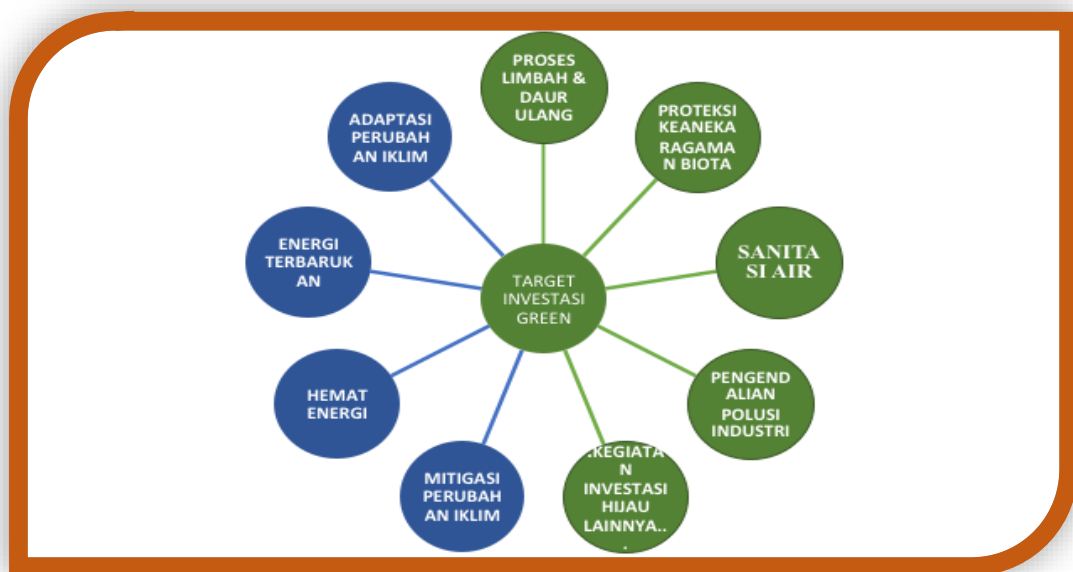 PROSES
LIMBAH &
DAUR
ULANG
PROTEKSI
KEANEKA
RAGAMA
N BIOTA
SANITA
SI AIR
PENGEND
ALIAN
POLUSI
INDUSTRI
.KEGIATA
N
INVESTASI
HIJAU
LAINNYA..
.
MITIGASI
PERUBAH
AN IKLIM
HEMAT
ENERGI
ENERGI
TERBARUK
AN
ADAPTASI
PERUBAH
AN IKLIM
TARGET
INVESTASI
GREEN